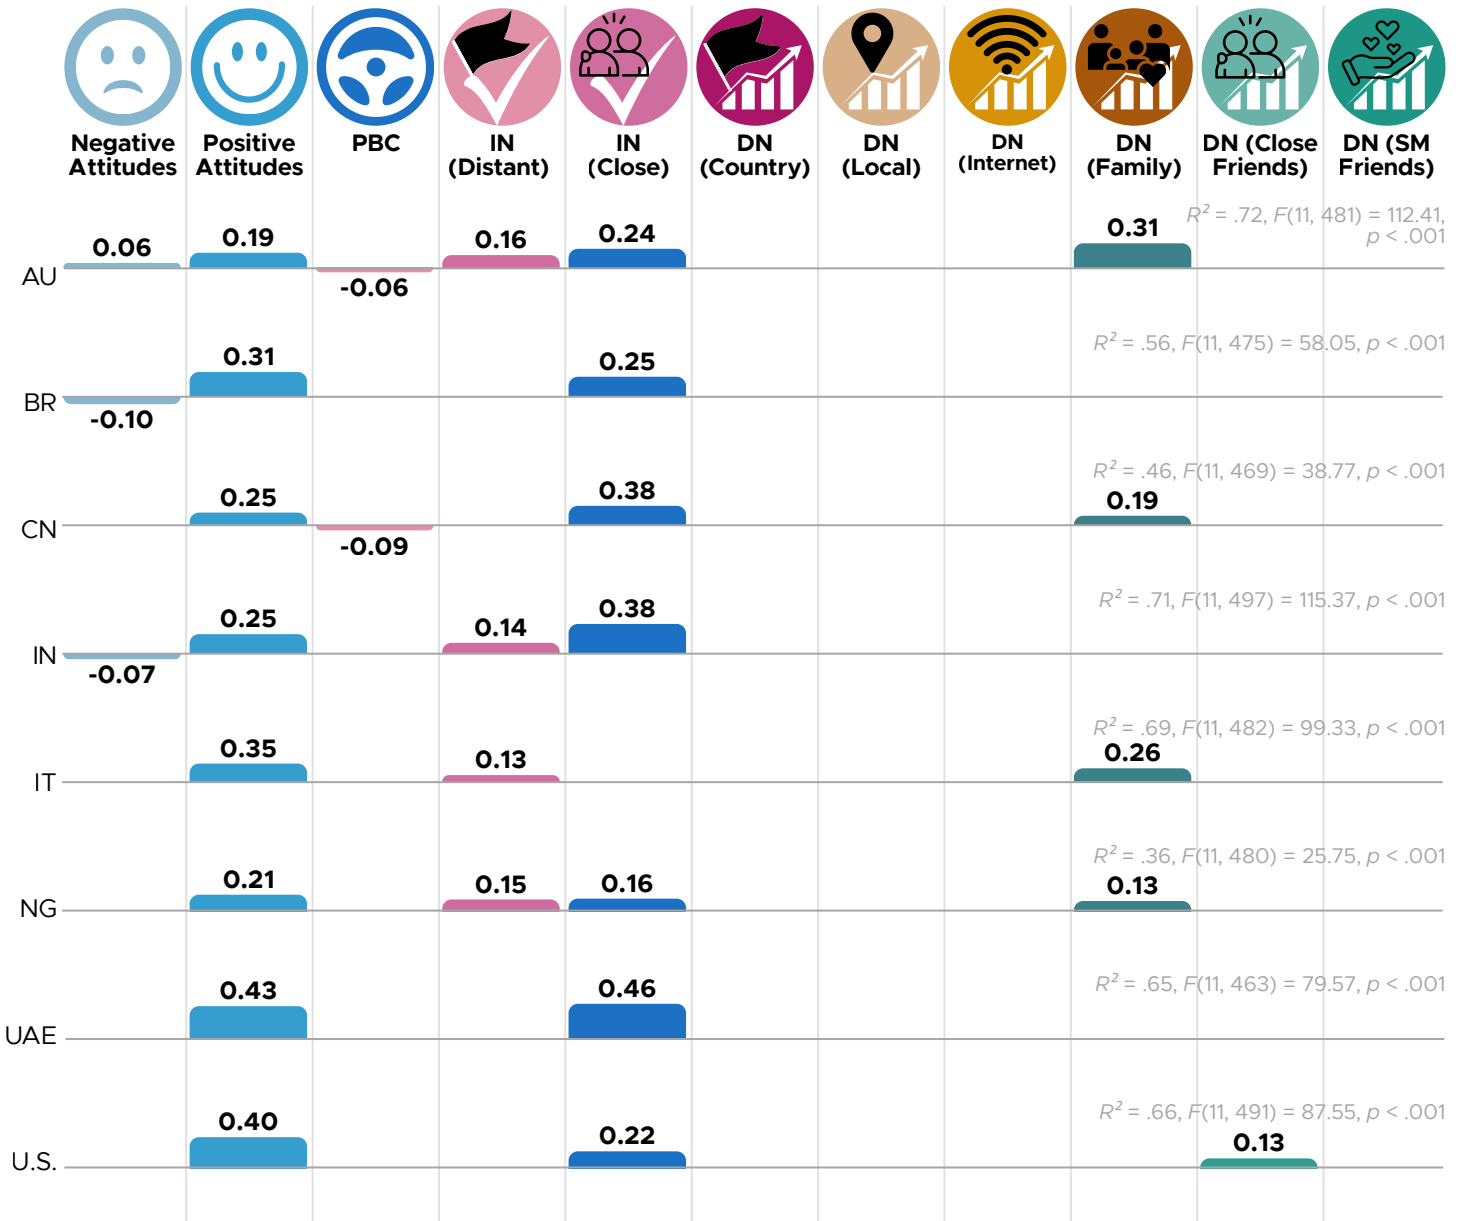 Negative Attitudes
Positive Attitudes
PBC
IN (Distant)
IN (Close)
DN (Country)
DN (Local)
DN (Internet)
DN (Family)
DN (Close Friends)
DN (SM Friends)
R² = .72, F(11, 481) = 112.41,
p < .001
AU 0.06 0.19 -0.06 0.16 0.24 0.31
R² = .56, F(11, 475) = 58.05, p < .001
BR -0.10 0.31 0.25
R² = .46, F(11, 469) = 38.77, p < .001
CN 0.25 -0.09 0.38 0.19
R² = .71, F(11, 497) = 115.37, p < .001
IN -0.07 0.25 0.14 0.38
R² = .69, F(11, 482) = 99.33, p < .001
IT 0.35 0.13 0.26
R² = .36, F(11, 480) = 25.75, p < .001
NG 0.21 0.15 0.16 0.13
R² = .65, F(11, 463) = 79.57, p < .001
UAE 0.43 0.46
R² = .66, F(11, 491) = 87.55, p < .001
U.S. 0.40 0.22 0.13